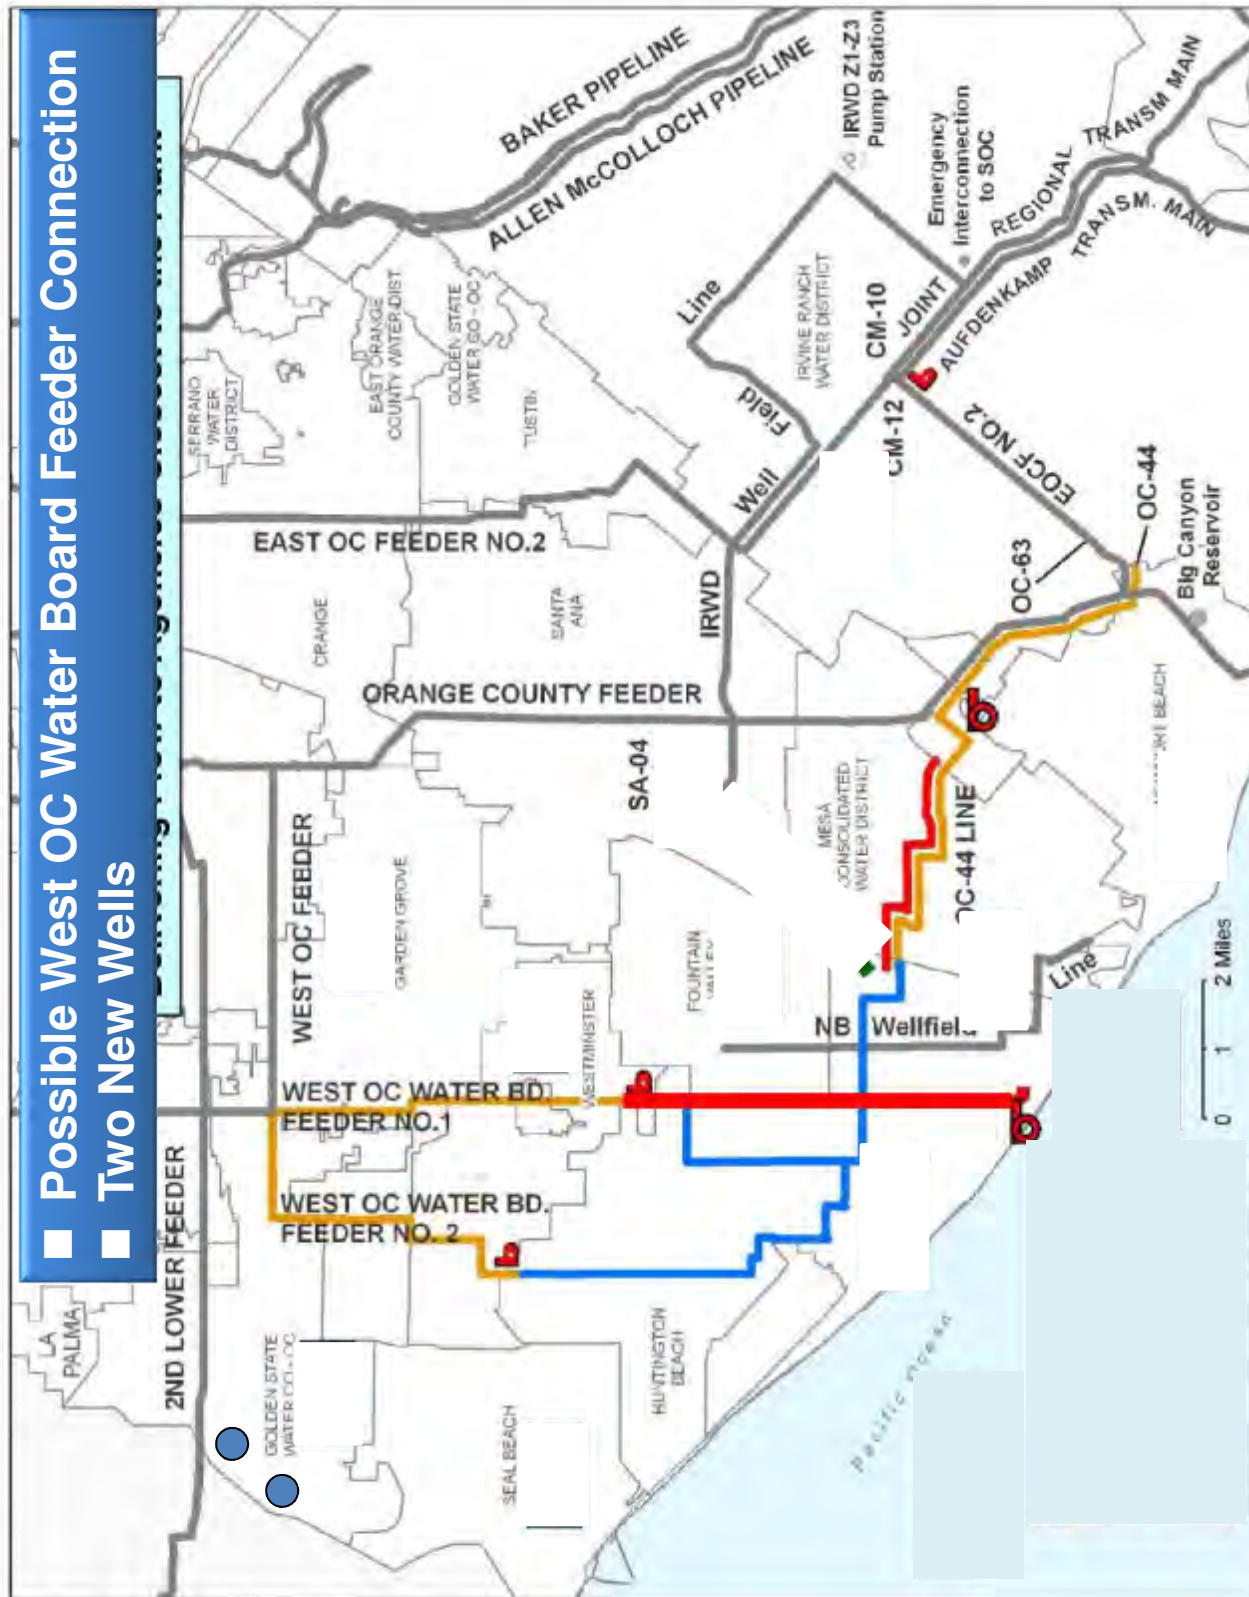 ■ Possible West OC Water Board Feeder Connection
■ Two New Wells
LA
PALMA
2ND LOWER FEEDER
GOLDEN STATE
WATER CO - OC
SEAL BEACH
HUNTINGTON
BEACH
Pacific Ocean
WEST OC WATER BD.
FEEDER NO.1
WEST OC WATER BD.
FEEDER NO. 2
WEST OC FEEDER
GARDEN GROVE
WESTMINSTER
FOUNTAIN
VALLEY
NB Wellfield
Line
SA-04
MESA
CONSOLIDATED
WATER DISTRICT
OC-44 LINE
ORANGE COUNTY FEEDER
ORANGE
SANTA
ANA
EAST OC FEEDER NO.2
IRWD
Well
Field
Line
SERRANO
WATER
DISTRICT
EAST ORANGE
COUNTY WATER DIST
GOLDEN STATE
WATER CO - OC
TUSTIN
BAKER PIPELINE
ALLEN McCOLLOCH PIPELINE
IRVINE RANCH
WATER DISTRICT
IRWD Z1-Z3
Pump Station
Emergency
Interconnection
to SOC
CM-10
CM-12
JOINT
REGIONAL
TRANSM MAIN
AUFDENKAMP
TRANSM. MAIN
EOCF NO.2
OC-63
OC-44
Big Canyon
Reservoir
BEACH
0 1 2 Miles